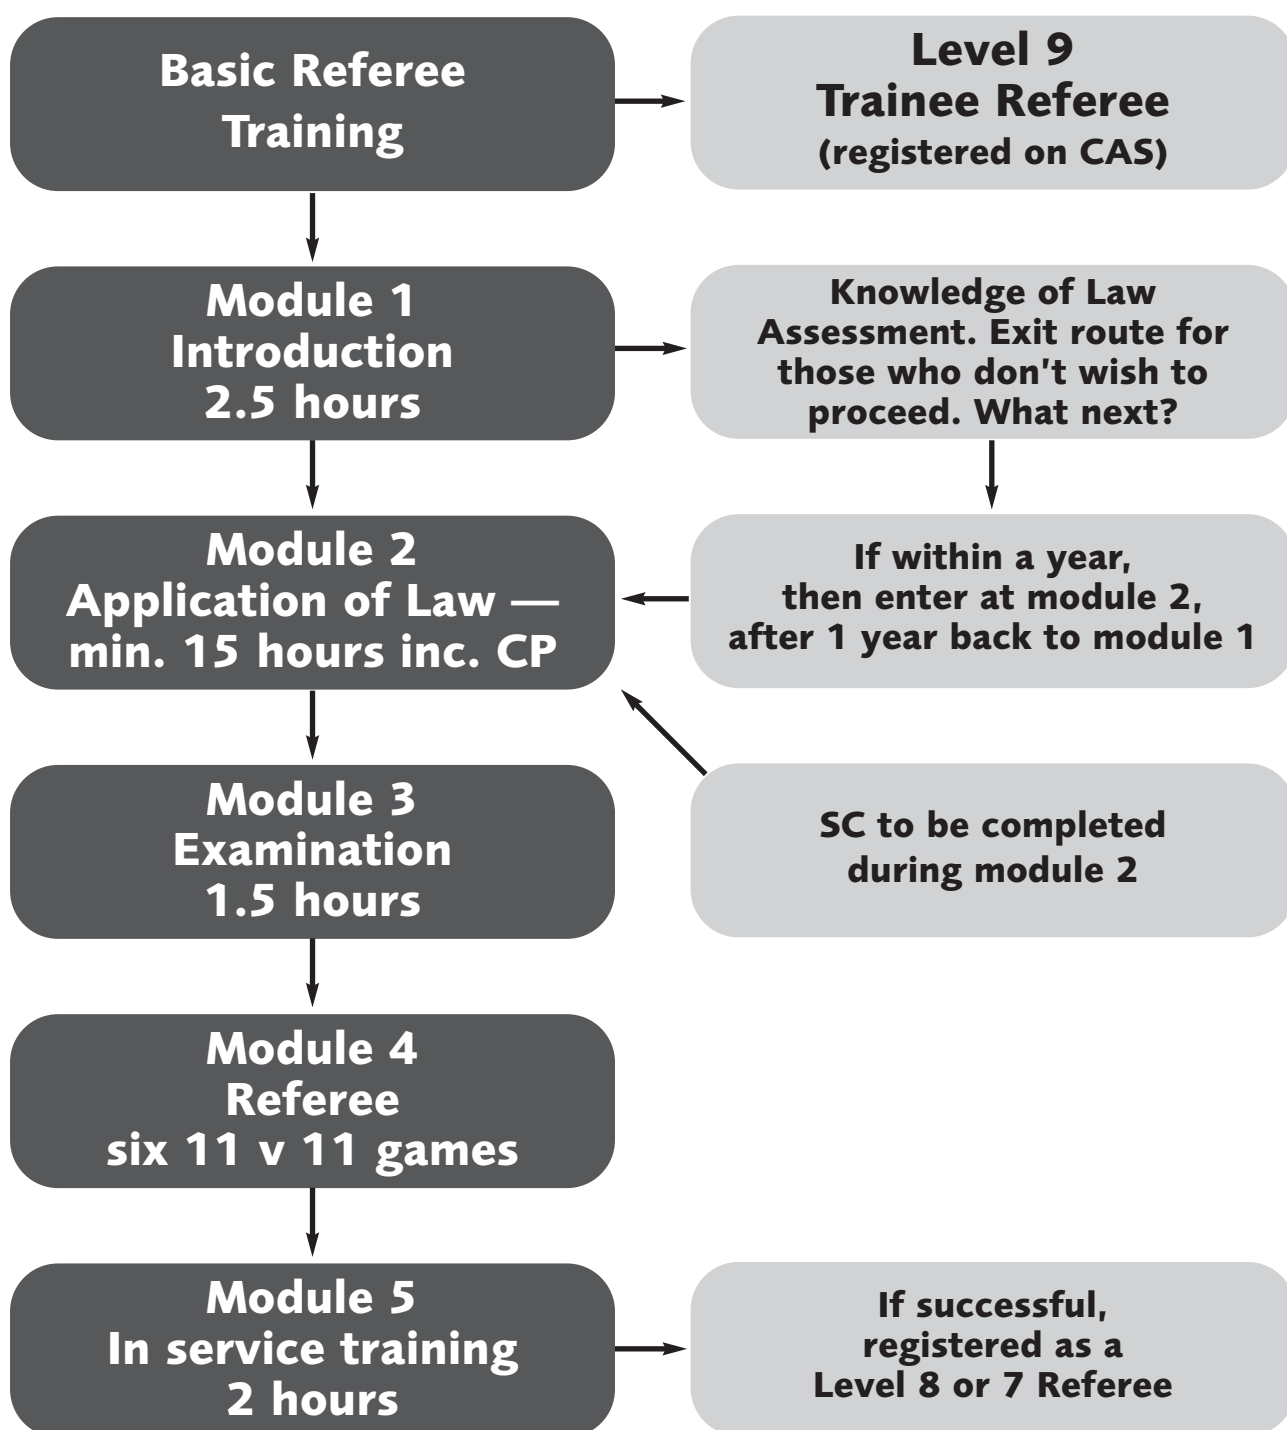 Basic Referee
Training
Level 9
Trainee Referee
(registered on CAS)
Module 1
Introduction
2.5 hours
Knowledge of Law
Assessment. Exit route for
those who don't wish to
proceed. What next?
Module 2
Application of Law —
min. 15 hours inc. CP
If within a year,
then enter at module 2,
after 1 year back to module 1
Module 3
Examination
1.5 hours
SC to be completed
during module 2
Module 4
Referee
six 11 v 11 games
Module 5
In service training
2 hours
If successful,
registered as a
Level 8 or 7 Referee